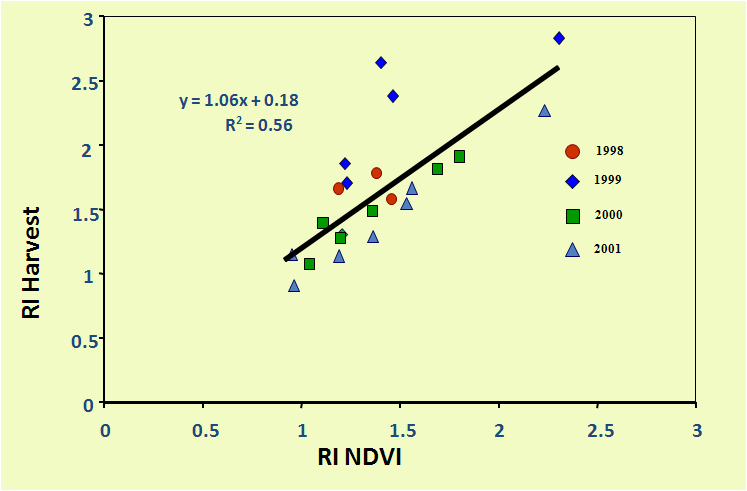 3
2.5
2
1.5
1
0.5
0
RI Harvest
y = 1.06x + 0.18
R² = 0.56
1998
1999
2000
2001
0 0.5 1 1.5 2 2.5 3
RI NDVI